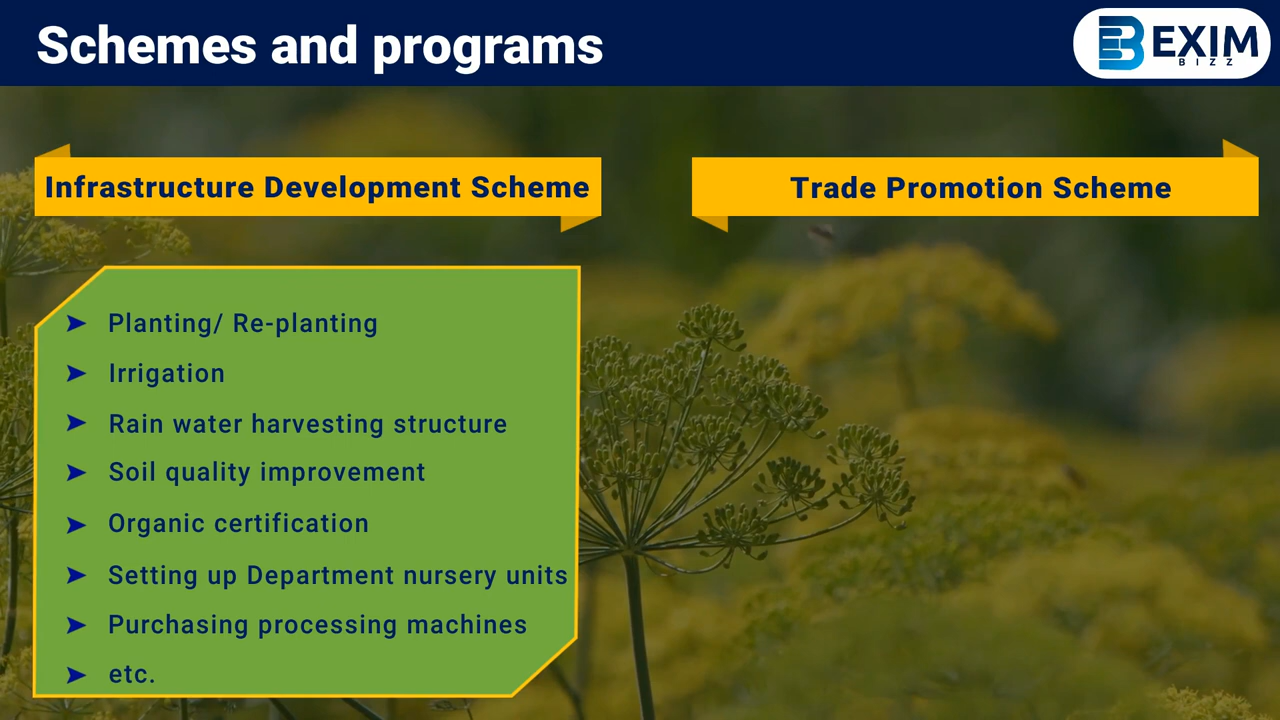 Schemes and programs
EXIM
BIZZ
Infrastructure Development Scheme
Trade Promotion Scheme
Planting/ Re-planting
Irrigation
Rain water harvesting structure
Soil quality improvement
Organic certification
Setting up Department nursery units
Purchasing processing machines
etc.